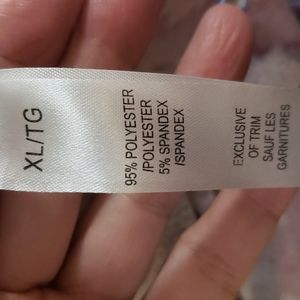 XL/TG
95% POLYESTER
/POLYESTER
5% SPANDEX
/SPANDEX
EXCLUSIVE
OF TRIM
SAUF LES
GARNITURES